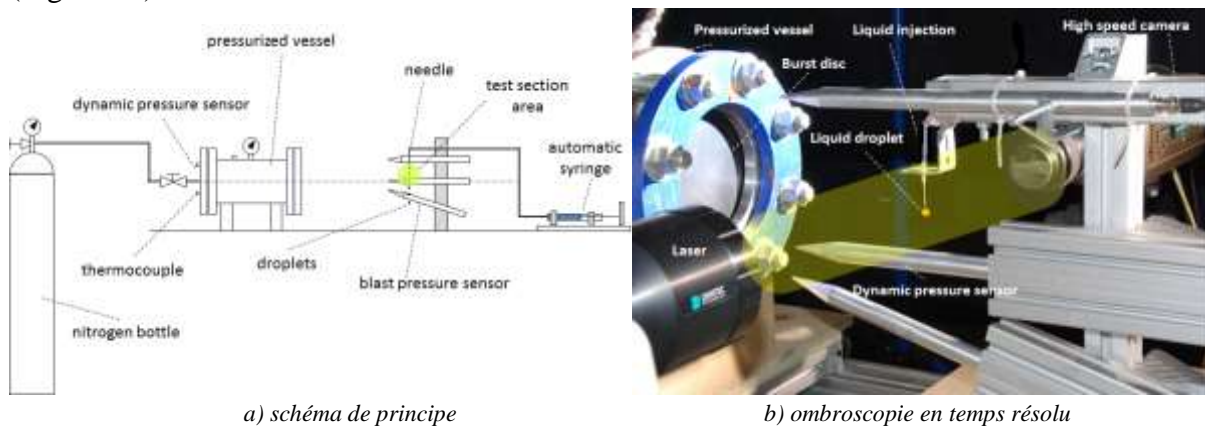 pressurized vessel
needle
dynamic pressure sensor
test section
area
automatic
syringe
thermocouple
droplets
blast pressure sensor
nitrogen bottle
Pressurized vessel
Liquid injection
High speed camera
Burst disc
Liquid droplet
Laser
Dynamic pressure sensor
a) schéma de principe
b) ombroscopie en temps résolu